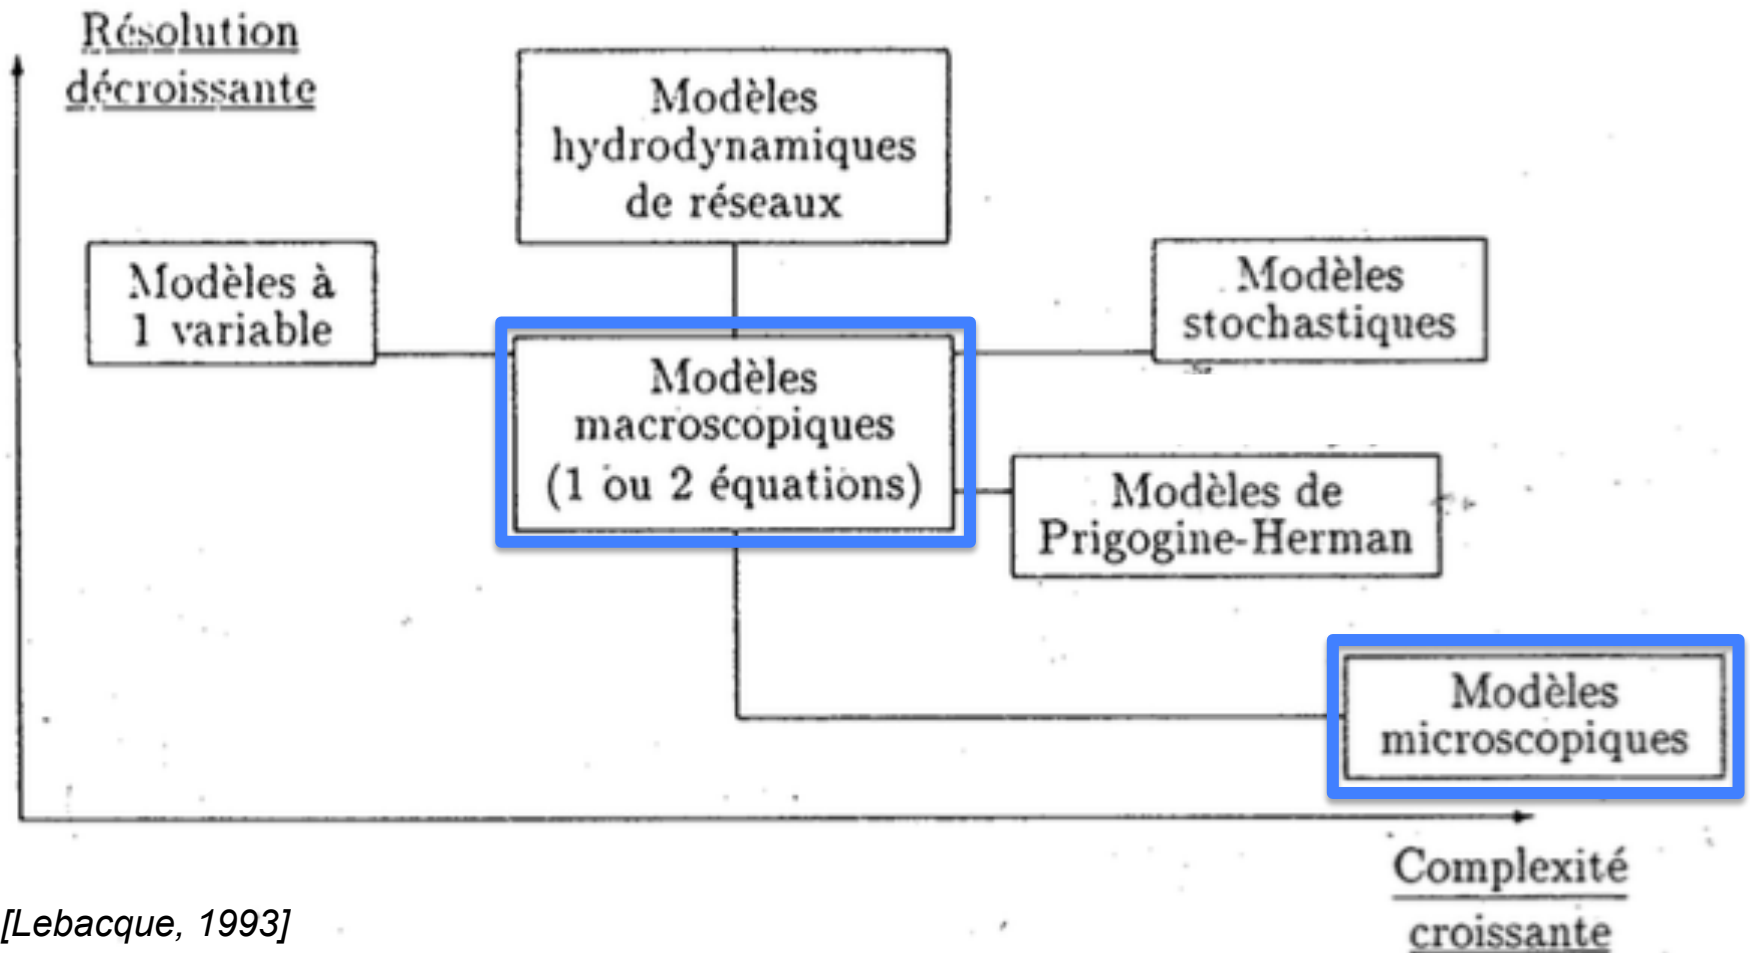 Résolution
décroissante
Modèles
hydrodynamiques
de réseaux
Modèles à
1 variable
Modèles
stochastiques
Modèles
macroscopiques
(1 ou 2 équations)
Modèles de
Prigogine-Herman
Modèles
microscopiques
Complexité
croissante
[Lebacque, 1993]